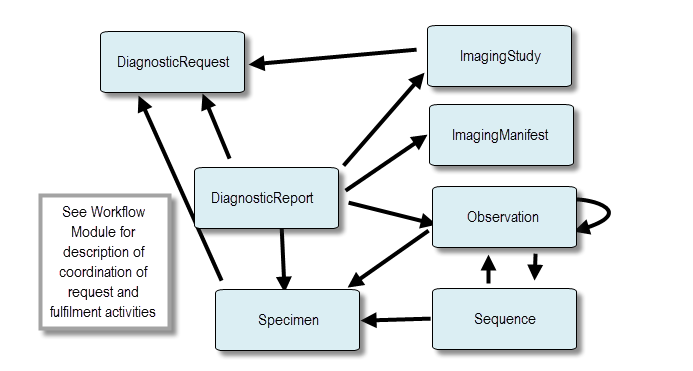 DiagnosticRequest
ImagingStudy
ImagingManifest
DiagnosticReport
See Workflow
Module for
description of
coordination of
request and
fulfilment activities
Observation
Specimen
Sequence